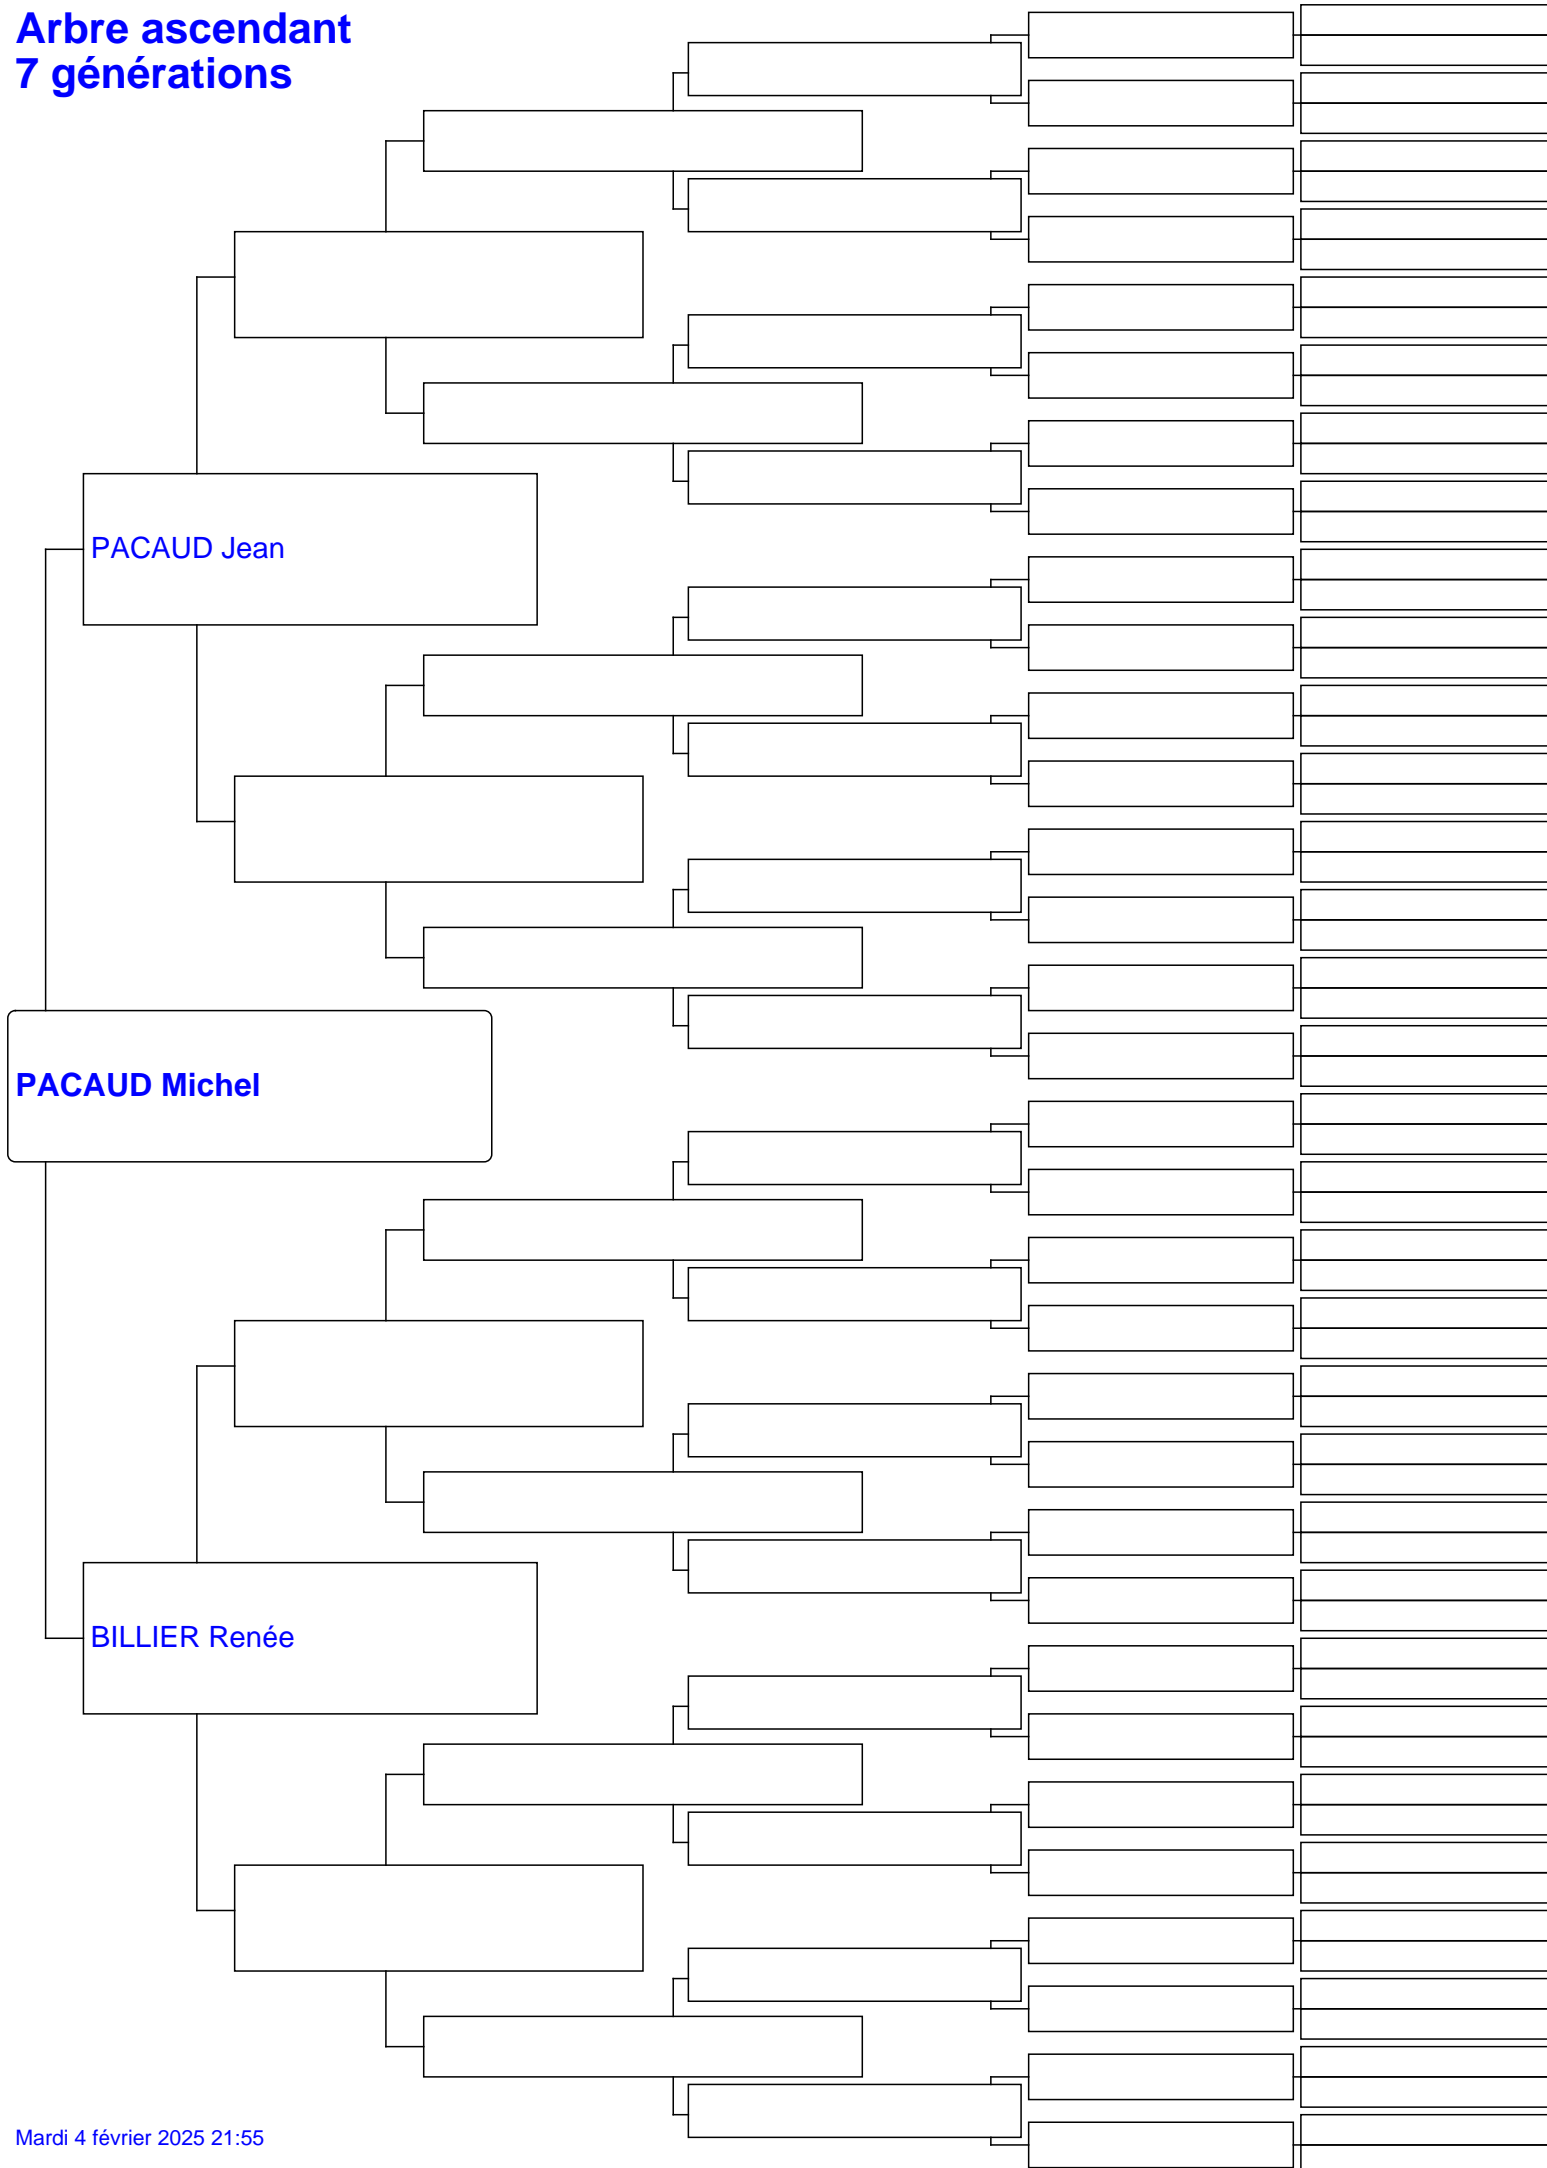 Arbre ascendant
7 générations
PACAUD Jean
PACAUD Michel
BILLIER Renée
Mardi 4 février 2025 21:55